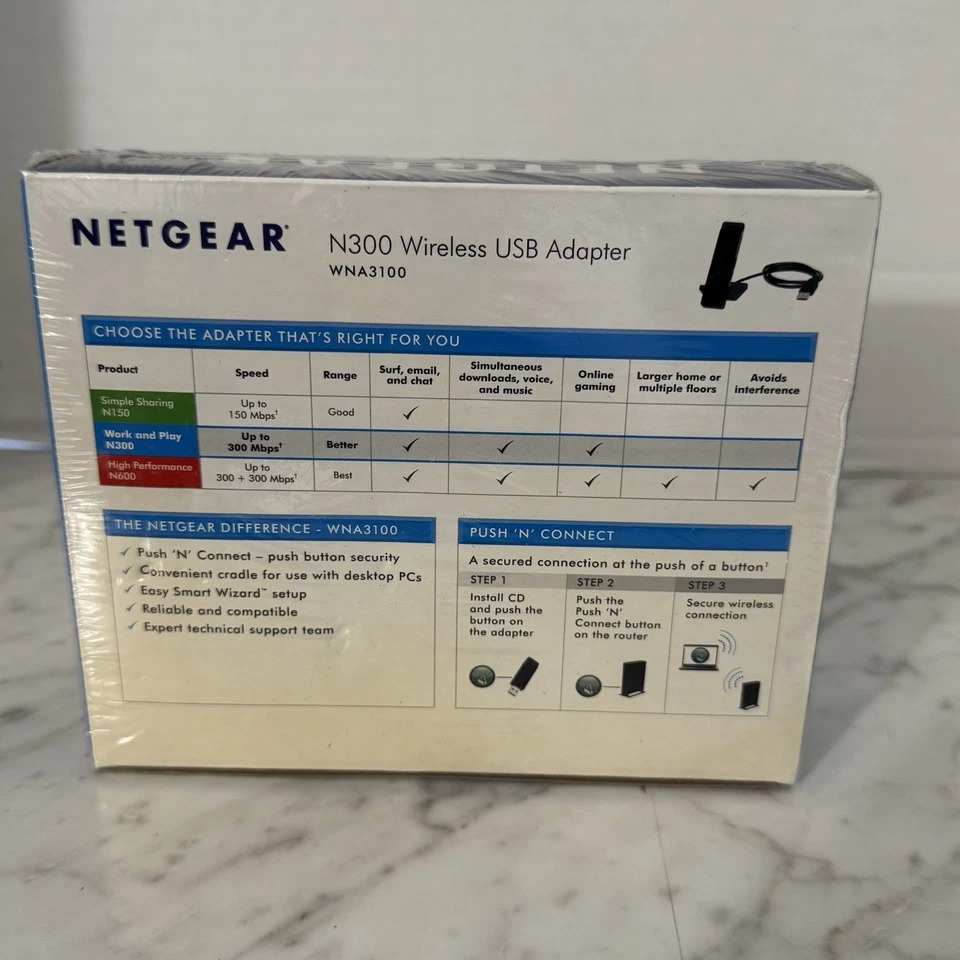 NETGEAR
NETGEAR®
N300 Wireless USB Adapter
WNA3100
CHOOSE THE ADAPTER THAT'S RIGHT FOR YOU
Product
Speed
Range
Surf, email,
and chat
Simultaneous
downloads, voice,
and music
Online
gaming
Larger home or
multiple floors
Avoids
interference
Simple Sharing
N150
Up to
150 Mbps†
Good
✓
Work and Play
N300
Up to
300 Mbps†
Better
✓ ✓ ✓
High Performance
N600
Up to
300 + 300 Mbps†
Best
✓ ✓ ✓ ✓ ✓
THE NETGEAR DIFFERENCE - WNA3100
✓ Push 'N' Connect – push button security
✓ Convenient cradle for use with desktop PCs
✓ Easy Smart Wizard™ setup
✓ Reliable and compatible
✓ Expert technical support team
PUSH 'N' CONNECT
A secured connection at the push of a button¹
STEP 1
Install CD
and push the
button on
the adapter
STEP 2
Push the
Push 'N'
Connect button
on the router
STEP 3
Secure wireless
connection